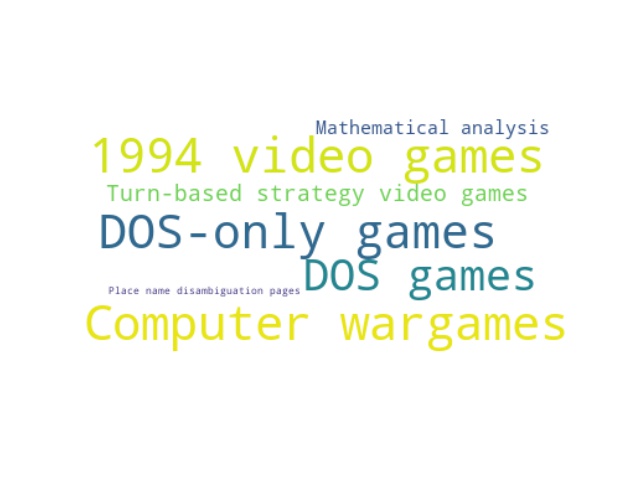 Mathematical analysis
1994 video games
Turn-based strategy video games
DOS-only games
DOS games
Place name disambiguation pages
Computer wargames